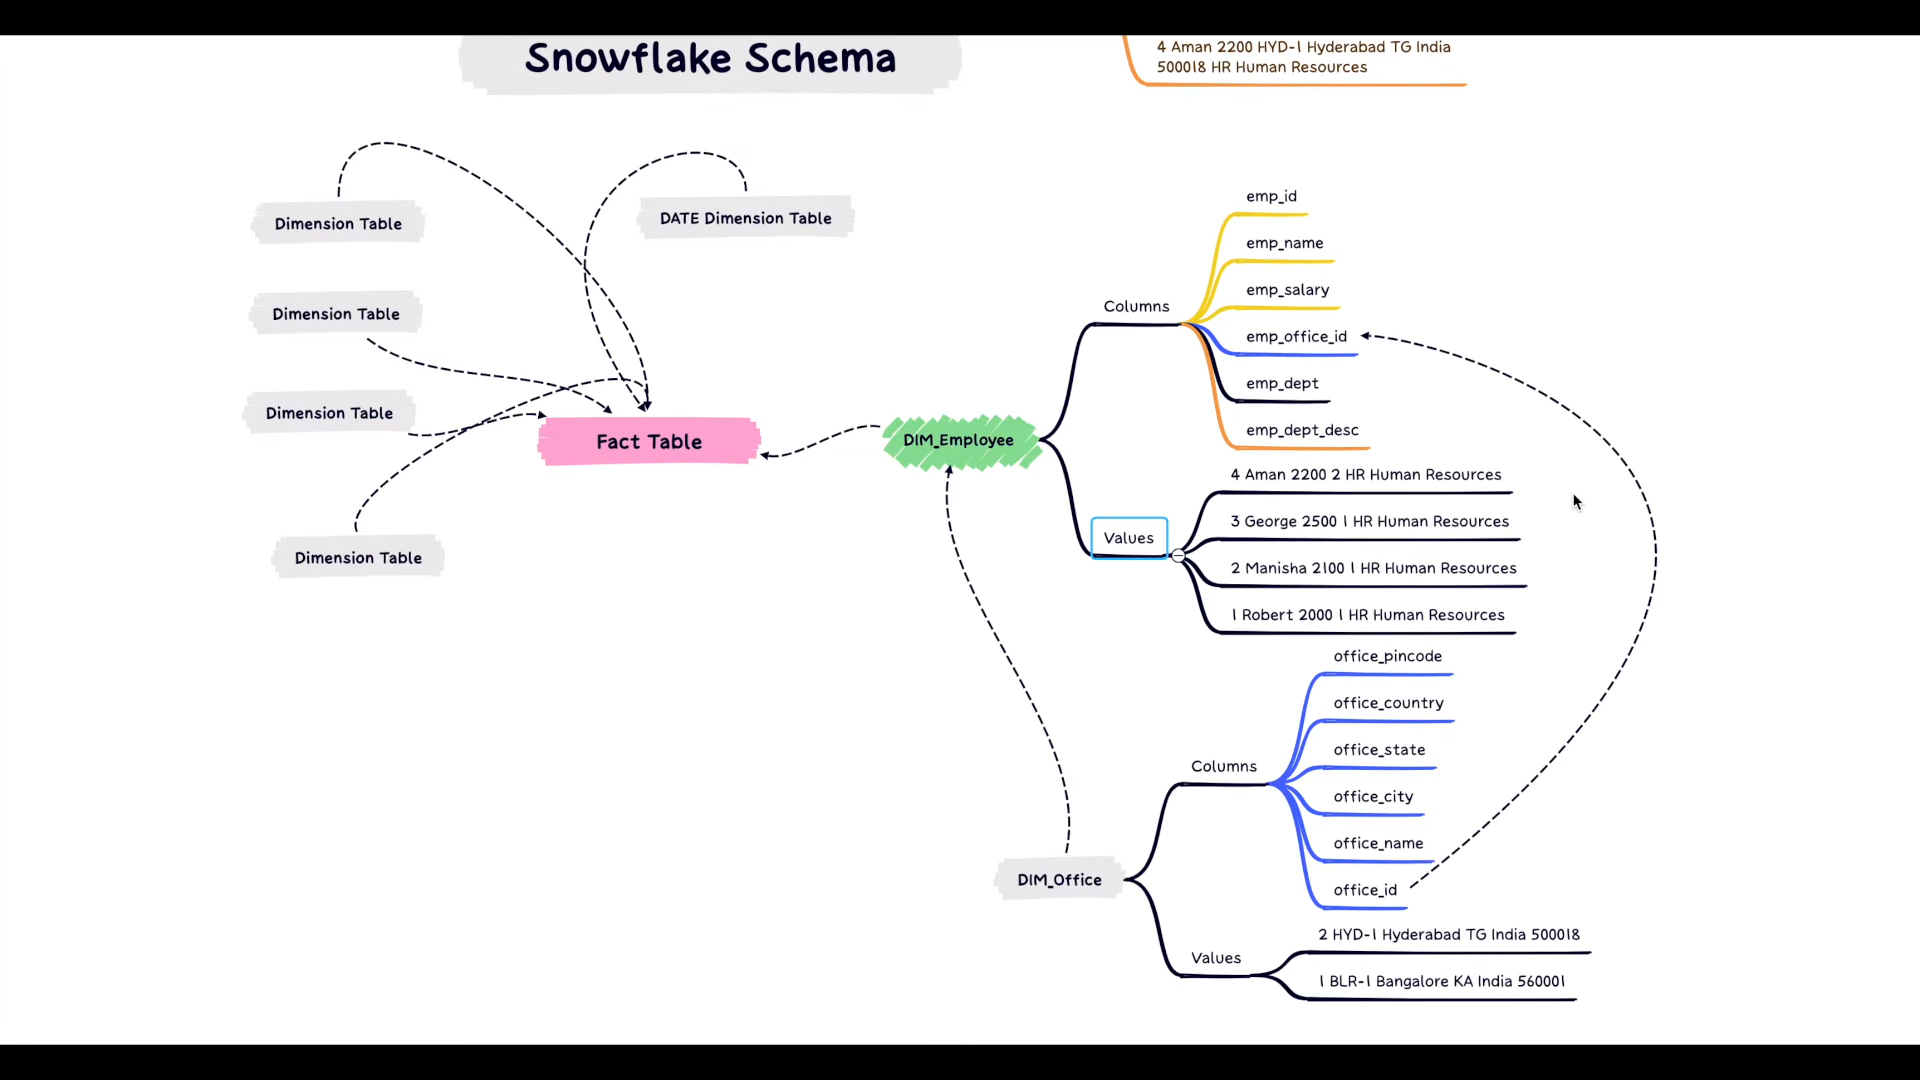 Snowflake Schema
4 Aman 2200 HYD-1 Hyderabad TG India
500018 HR Human Resources
Dimension Table
DATE Dimension Table
Dimension Table
Dimension Table
Dimension Table
Fact Table
DIM_Employee
Columns
emp_id
emp_name
emp_salary
emp_office_id
emp_dept
emp_dept_desc
Values
4 Aman 2200 2 HR Human Resources
3 George 2500 1 HR Human Resources
2 Manisha 2100 1 HR Human Resources
1 Robert 2000 1 HR Human Resources
DIM_Office
Columns
office_pincode
office_country
office_state
office_city
office_name
office_id
Values
2 HYD-1 Hyderabad TG India 500018
1 BLR-1 Bangalore KA India 560001